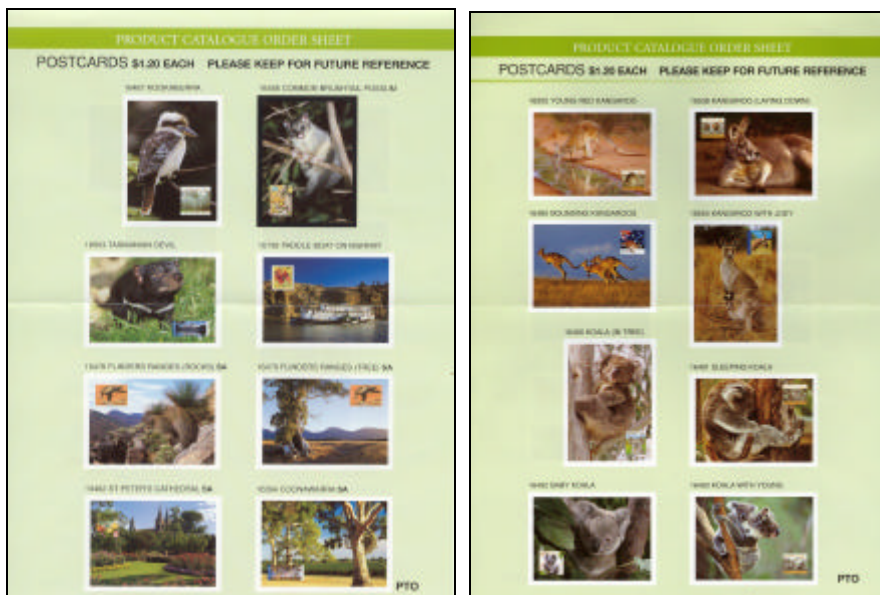 PRODUCT CATALOGUE ORDER SHEET
POSTCARDS $1.20 EACH PLEASE KEEP FOR FUTURE REFERENCE
KOOKABURRA
COMMON BRUSHTAIL POSSUM
TASMANIAN DEVIL
PADDLE BOAT ON MURRAY
FLINDERS RANGES (ROCKS) SA
FLINDERS RANGES (TREE) SA
ST PETERS CATHEDRAL SA
COONAWARRA SA
PTO
PRODUCT CATALOGUE ORDER SHEET
POSTCARDS $1.20 EACH PLEASE KEEP FOR FUTURE REFERENCE
YOUNG RED KANGAROO
KANGAROO (LAYING DOWN)
BOUNDING KANGAROOS
KANGAROO WITH JOEY
KOALA (IN TREE)
SLEEPING KOALA
BABY KOALA
KOALA WITH YOUNG
PTO